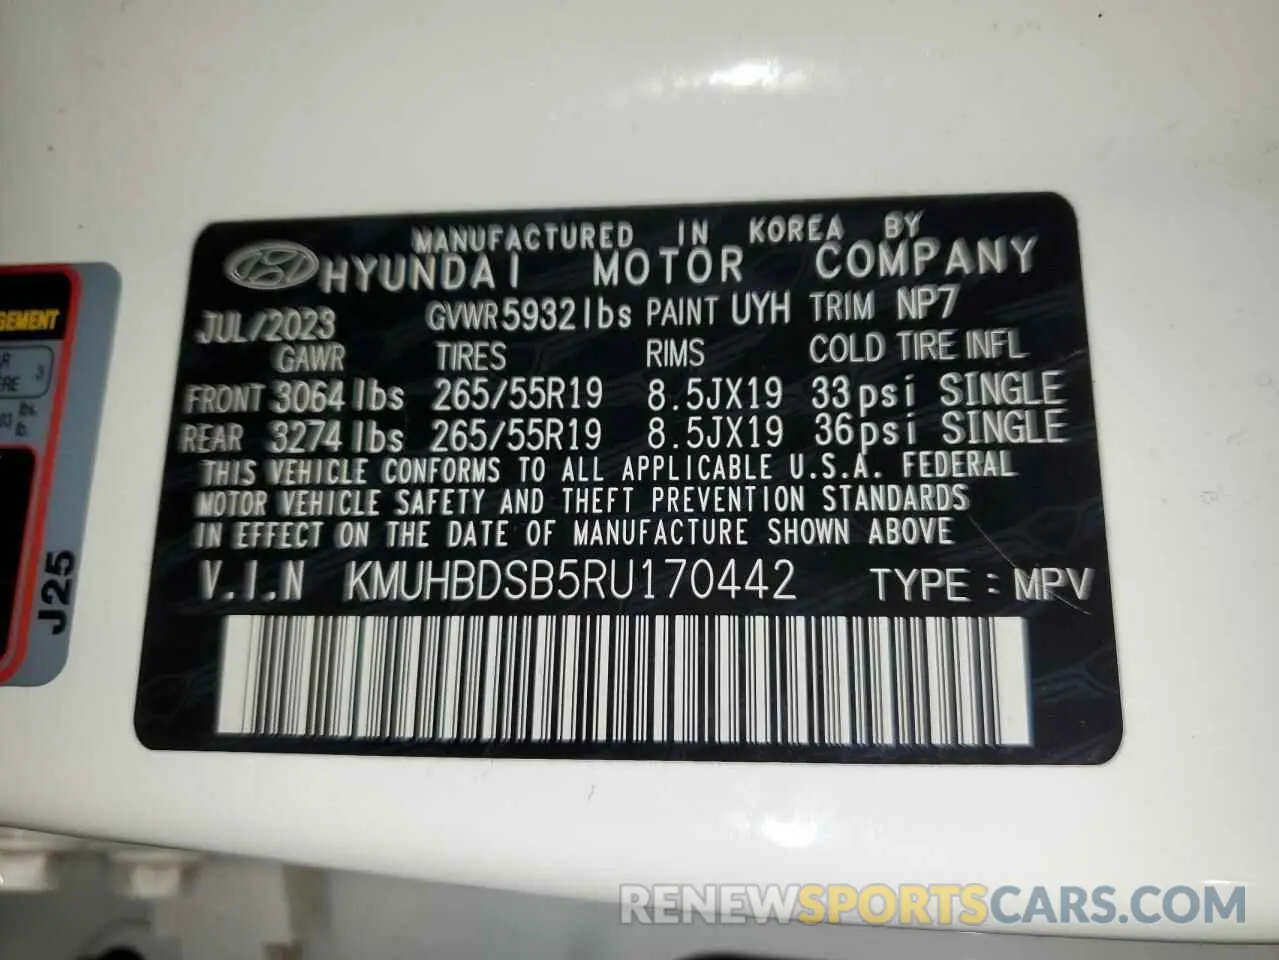 MANUFACTURED IN KOREA BY
HYUNDAI MOTOR COMPANY
JUL/2023 GVWR 5932 lbs PAINT UYH TRIM NP7
GAWR TIRES RIMS COLD TIRE INFL
FRONT 3064 lbs 265/55R19 8.5JX19 33 psi SINGLE
REAR 3274 lbs 265/55R19 8.5JX19 36 psi SINGLE
THIS VEHICLE CONFORMS TO ALL APPLICABLE U.S.A. FEDERAL
MOTOR VEHICLE SAFETY AND THEFT PREVENTION STANDARDS
IN EFFECT ON THE DATE OF MANUFACTURE SHOWN ABOVE
V.I.N KMUHBDSB5RU170442 TYPE : MPV
3
lbs.
J25
RENEWSPORTSCARS.COM